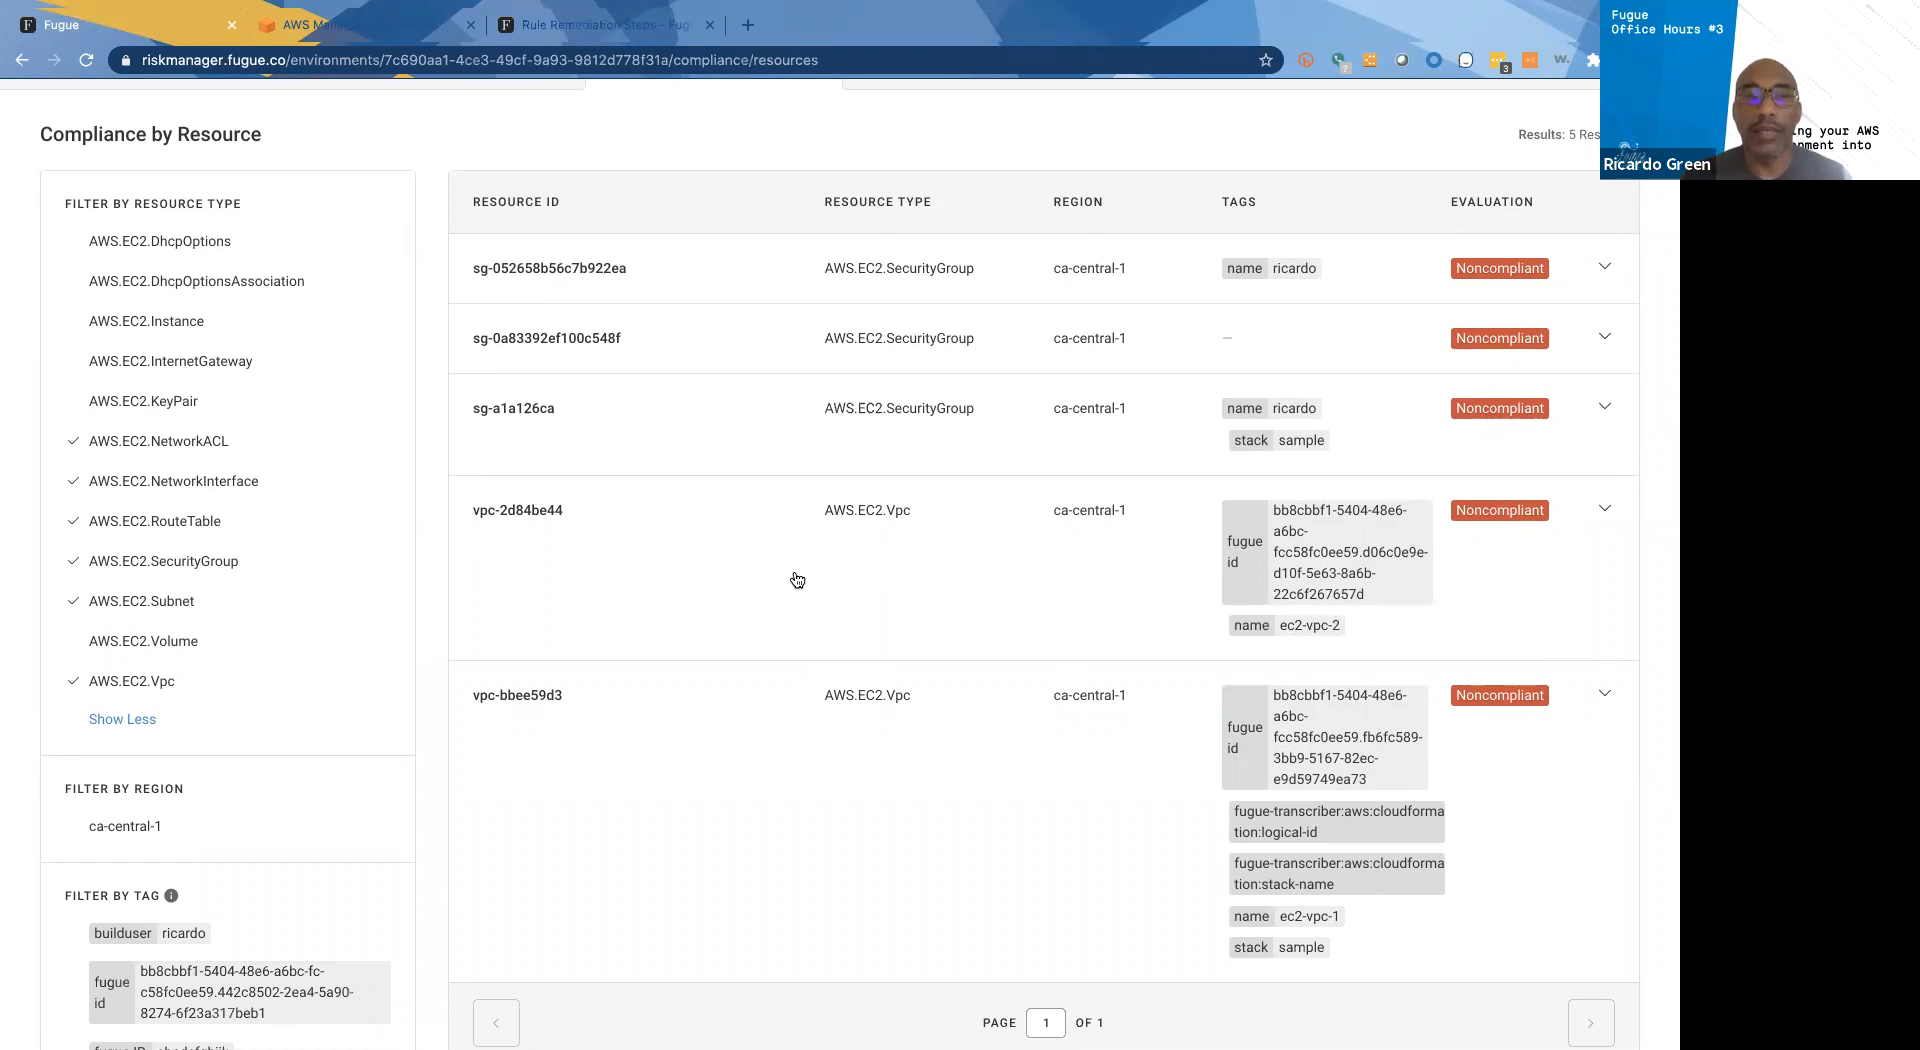 Fugue
AWS Man
Rule Remediation Steps - Fug
riskmanager.fugue.co/environments/7c690aa1-4ce3-49cf-9a93-9812d778f31a/compliance/resources
?
3
W
Fugue
Office Hours #3
ng your AWS
nment into
Ricardo Green
Compliance by Resource
Results: 5 Res
FILTER BY RESOURCE TYPE
AWS.EC2.DhcpOptions
AWS.EC2.DhcpOptionsAssociation
AWS.EC2.Instance
AWS.EC2.InternetGateway
AWS.EC2.KeyPair
AWS.EC2.NetworkACL
AWS.EC2.NetworkInterface
AWS.EC2.RouteTable
AWS.EC2.SecurityGroup
AWS.EC2.Subnet
AWS.EC2.Volume
AWS.EC2.Vpc
Show Less
FILTER BY REGION
ca-central-1
FILTER BY TAG
builduser ricardo
fugue id bb8cbbf1-5404-48e6-a6bc-fc-
c58fc0ee59.442c8502-2ea4-5a90-
8274-6f23a317beb1
RESOURCE ID RESOURCE TYPE REGION TAGS EVALUATION
sg-052658b56c7b922ea AWS.EC2.SecurityGroup ca-central-1 name ricardo Noncompliant
sg-0a83392ef100c548f AWS.EC2.SecurityGroup ca-central-1 – Noncompliant
sg-a1a126ca AWS.EC2.SecurityGroup ca-central-1 name ricardo Noncompliant
stack sample
vpc-2d84be44 AWS.EC2.Vpc ca-central-1 fugue id bb8cbbf1-5404-48e6- Noncompliant
a6bc-
fcc58fc0ee59.d06c0e9e-
d10f-5e63-8a6b-
22c6f267657d
name ec2-vpc-2
vpc-bbee59d3 AWS.EC2.Vpc ca-central-1 fugue id bb8cbbf1-5404-48e6- Noncompliant
a6bc-
fcc58fc0ee59.fb6fc589-
3bb9-5167-82ec-
e9d59749ea73
fugue-transcriber:aws:cloudforma
tion:logical-id
fugue-transcriber:aws:cloudforma
tion:stack-name
name ec2-vpc-1
stack sample
PAGE 1 OF 1